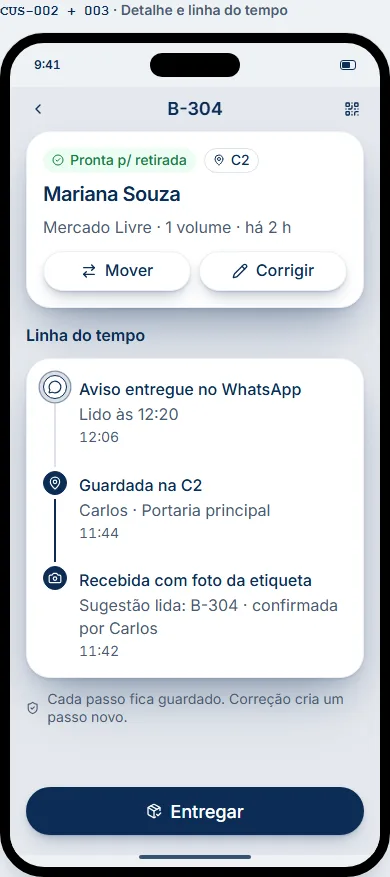 CUS-002 + 003 · Detalhe e linha do tempo
9:41
B-304
Pronta p/ retirada
C2
Mariana Souza
Mercado Livre · 1 volume · há 2 h
Mover
Corrigir
Linha do tempo
Aviso entregue no WhatsApp
Lido às 12:20
12:06
Guardada na C2
Carlos · Portaria principal
11:44
Recebida com foto da etiqueta
Sugestão lida: B-304 · confirmada
por Carlos
11:42
Cada passo fica guardado. Correção cria um
passo novo.
Entregar